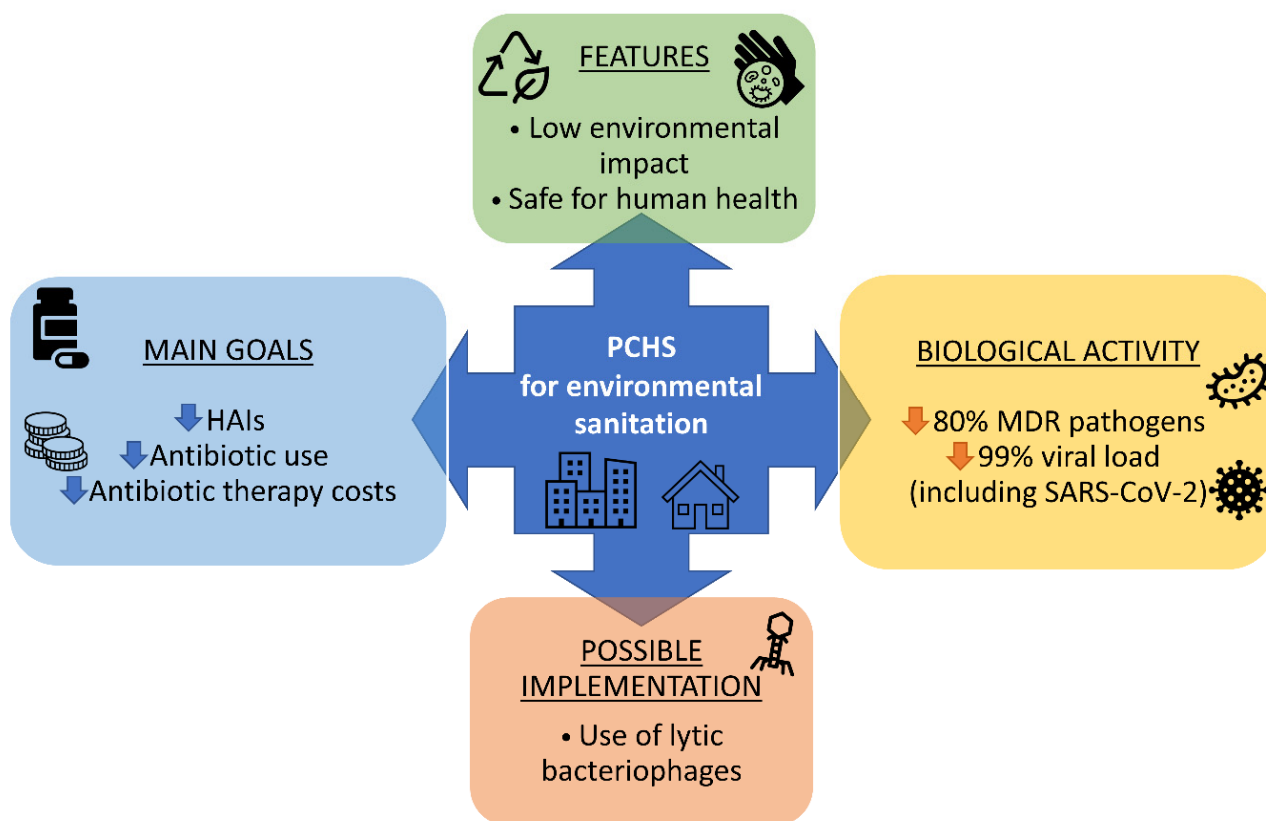 FEATURES
• Low environmental
impact
• Safe for human health
MAIN GOALS
HAIs
Antibiotic use
Antibiotic therapy costs
PCHS
for environmental
sanitation
BIOLOGICAL ACTIVITY
80% MDR pathogens
99% viral load
(including SARS-CoV-2)
POSSIBLE
IMPLEMENTATION
• Use of lytic
bacteriophages